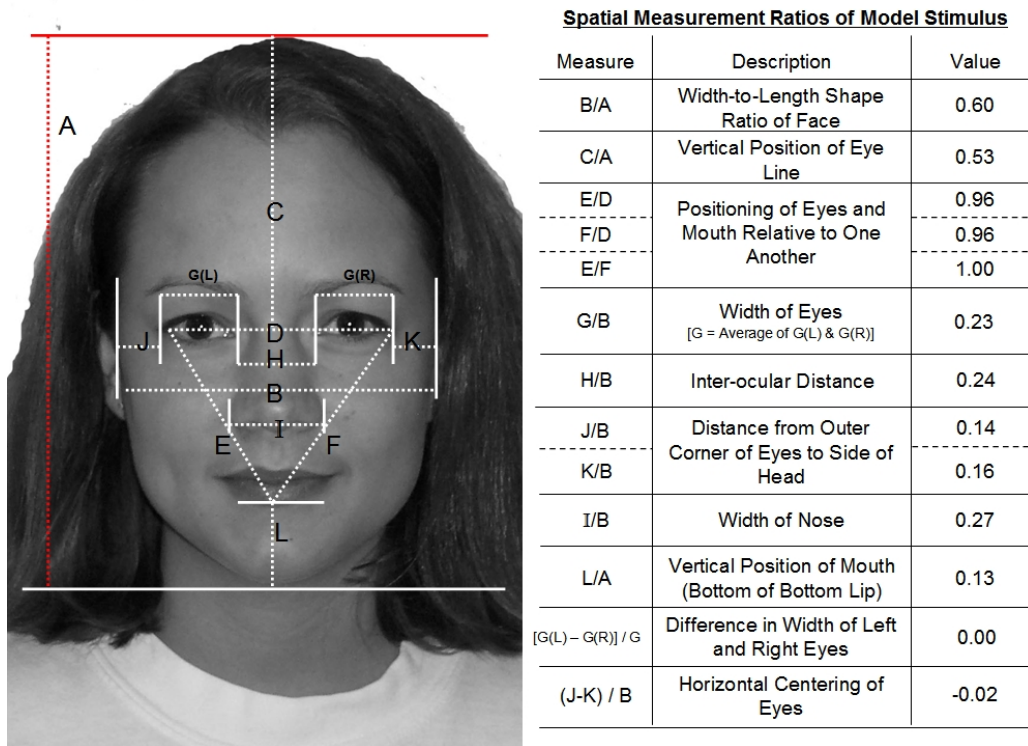 Spatial Measurement Ratios of Model Stimulus
Measure Description Value
B/A Width-to-Length Shape Ratio of Face 0.60
C/A Vertical Position of Eye Line 0.53
E/D 0.96
Positioning of Eyes and Mouth Relative to One Another
F/D 0.96
E/F 1.00
G/B Width of Eyes 0.23
[G = Average of G(L) & G(R)]
H/B Inter-ocular Distance 0.24
J/B 0.14
Distance from Outer Corner of Eyes to Side of Head
K/B 0.16
I/B Width of Nose 0.27
L/A Vertical Position of Mouth (Bottom of Bottom Lip) 0.13
[G(L) – G(R)] / G Difference in Width of Left and Right Eyes 0.00
(J-K) / B Horizontal Centering of Eyes -0.02
A
C
G(L) G(R)
J D K
H
B
I
E F
L